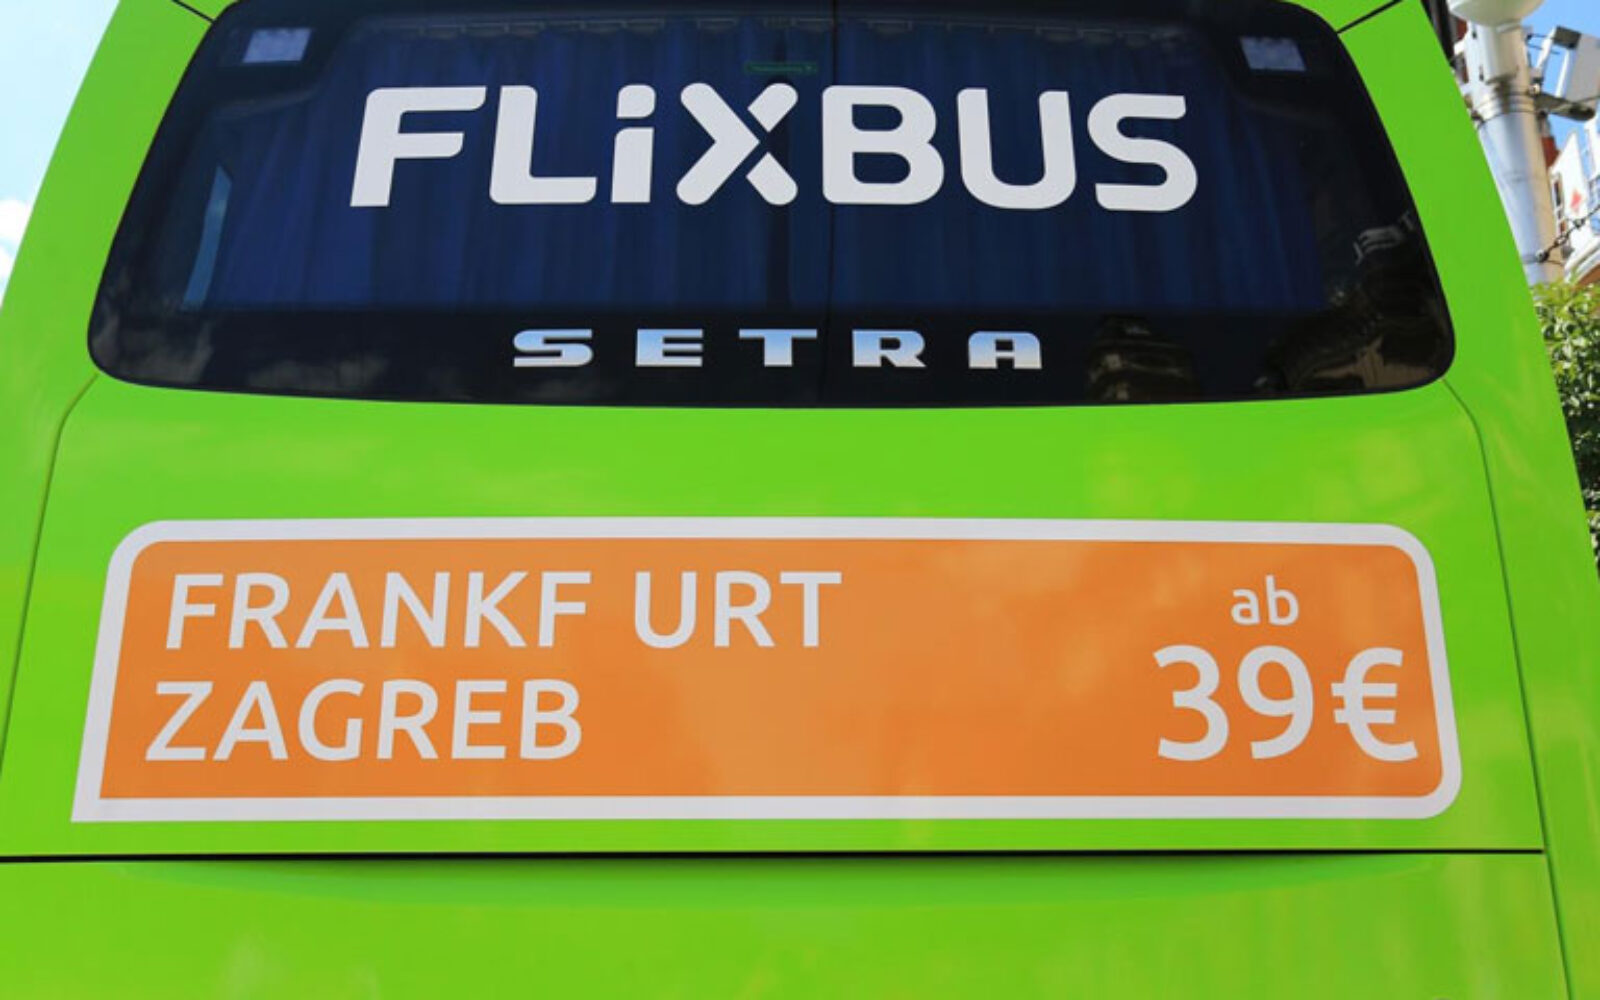 FLiXBUS
SETRA
FRANKF URT
ZAGREB
ab
39€